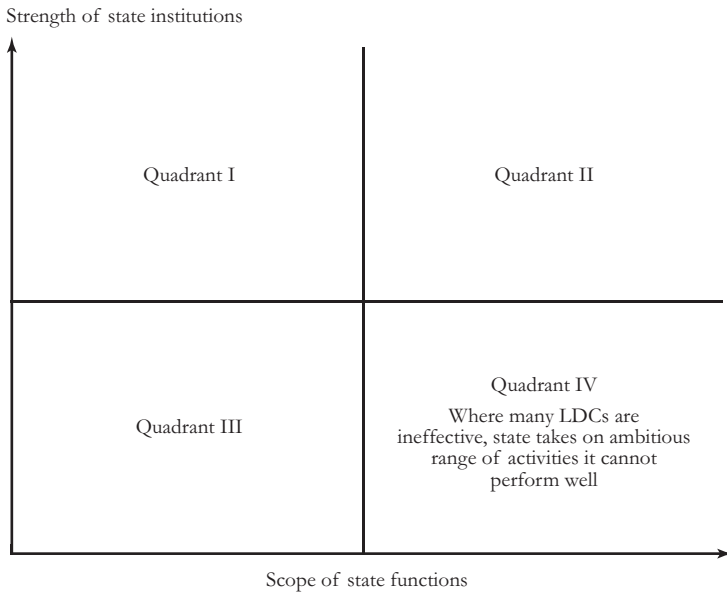 Strength of state institutions
Quadrant I
Quadrant II
Quadrant III
Quadrant IV
Where many LDCs are
ineffective, state takes on ambitious
range of activities it cannot
perform well
Scope of state functions